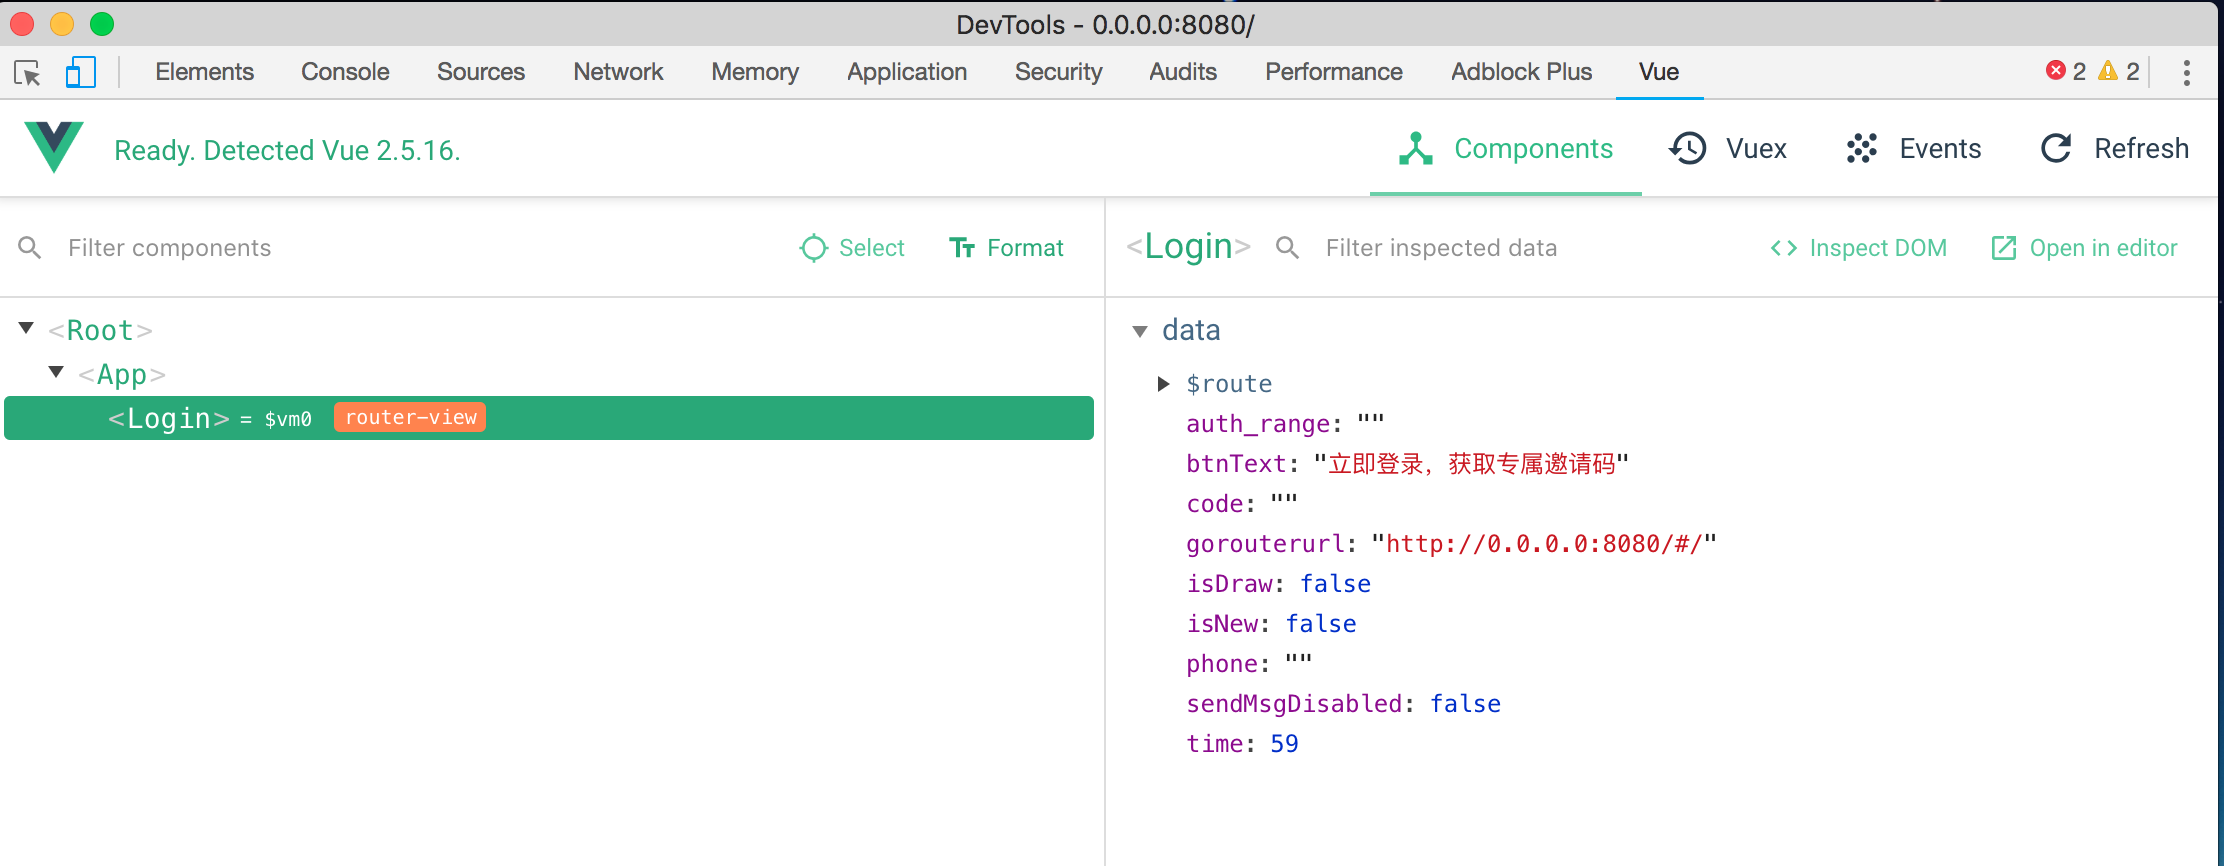 DevTools - 0.0.0.0:8080/
Elements Console Sources Network Memory Application Security Audits Performance Adblock Plus Vue 2 2
Ready. Detected Vue 2.5.16. Components Vuex Events Refresh
Filter components Select Format
<Login> Filter inspected data Inspect DOM Open in editor
<Root>
<App>
<Login> = $vm0 router-view
data
$route
auth_range: ""
btnText: "立即登录，获取专属邀请码"
code: ""
gorouterurl: "http://0.0.0.0:8080/#/"
isDraw: false
isNew: false
phone: ""
sendMsgDisabled: false
time: 59